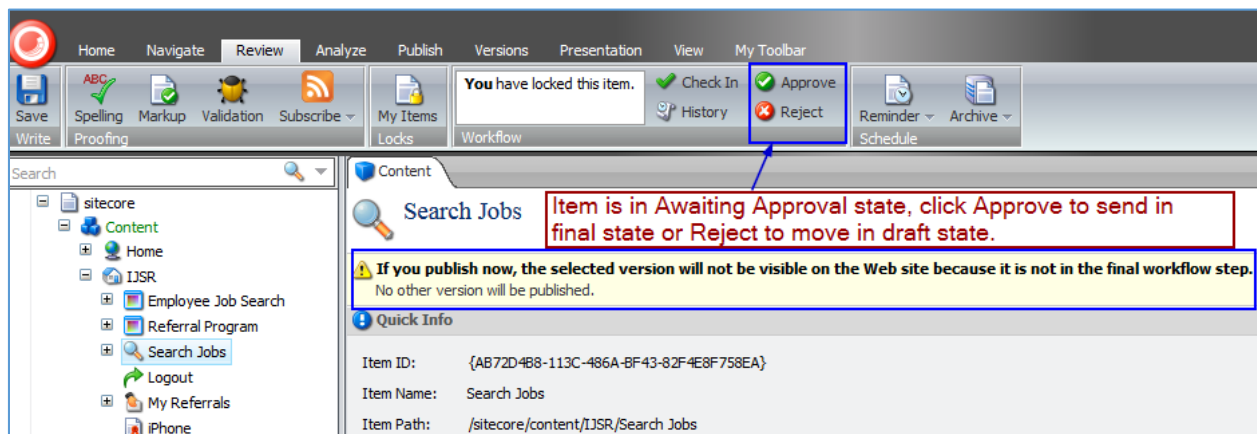 Home Navigate Review Analyze Publish Versions Presentation View My Toolbar
Save
Write
ABC
Spelling Markup Validation Subscribe
Proofing
My Items
Locks
You have locked this item.
Check In
History
Approve
Reject
Workflow
Reminder Archive
Schedule
Search
sitecore
Content
Home
IJSR
Employee Job Search
Referral Program
Search Jobs
Logout
My Referrals
iPhone
Content
Search Jobs
Item is in Awaiting Approval state, click Approve to send in
final state or Reject to move in draft state.
If you publish now, the selected version will not be visible on the Web site because it is not in the final workflow step.
No other version will be published.
Quick Info
Item ID: {AB72D4B8-113C-486A-BF43-82F4E8F758EA}
Item Name: Search Jobs
Item Path: /sitecore/content/IJSR/Search Jobs